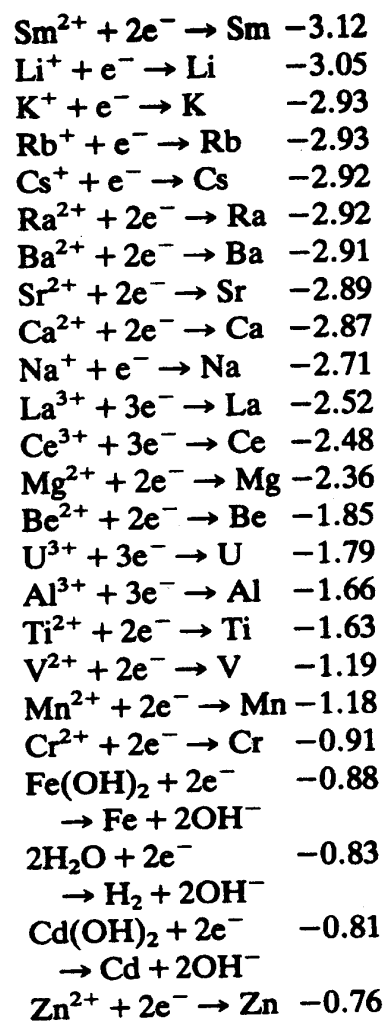 Sm²⁺ + 2e⁻ → Sm −3.12
Li⁺ + e⁻ → Li −3.05
K⁺ + e⁻ → K −2.93
Rb⁺ + e⁻ → Rb −2.93
Cs⁺ + e⁻ → Cs −2.92
Ra²⁺ + 2e⁻ → Ra −2.92
Ba²⁺ + 2e⁻ → Ba −2.91
Sr²⁺ + 2e⁻ → Sr −2.89
Ca²⁺ + 2e⁻ → Ca −2.87
Na⁺ + e⁻ → Na −2.71
La³⁺ + 3e⁻ → La −2.52
Ce³⁺ + 3e⁻ → Ce −2.48
Mg²⁺ + 2e⁻ → Mg −2.36
Be²⁺ + 2e⁻ → Be −1.85
U³⁺ + 3e⁻ → U −1.79
Al³⁺ + 3e⁻ → Al −1.66
Ti²⁺ + 2e⁻ → Ti −1.63
V²⁺ + 2e⁻ → V −1.19
Mn²⁺ + 2e⁻ → Mn −1.18
Cr²⁺ + 2e⁻ → Cr −0.91
Fe(OH)₂ + 2e⁻ −0.88
→ Fe + 2OH⁻
2H₂O + 2e⁻ −0.83
→ H₂ + 2OH⁻
Cd(OH)₂ + 2e⁻ −0.81
→ Cd + 2OH⁻
Zn²⁺ + 2e⁻ → Zn −0.76